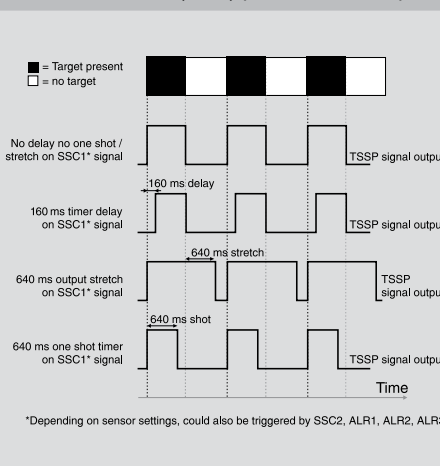 = Target present
= no target
No delay no one shot /
stretch on SSC1* signal
TSSP signal outpu
160 ms delay
160 ms timer delay
on SSC1* signal
TSSP signal outpu
640 ms stretch
640 ms output stretch
on SSC1* signal
TSSP
signal outpu
640 ms shot
640 ms one shot timer
on SSC1* signal
TSSP signal outpu
Time
*Depending on sensor settings, could also be triggered by SSC2, ALR1, ALR2, ALR3